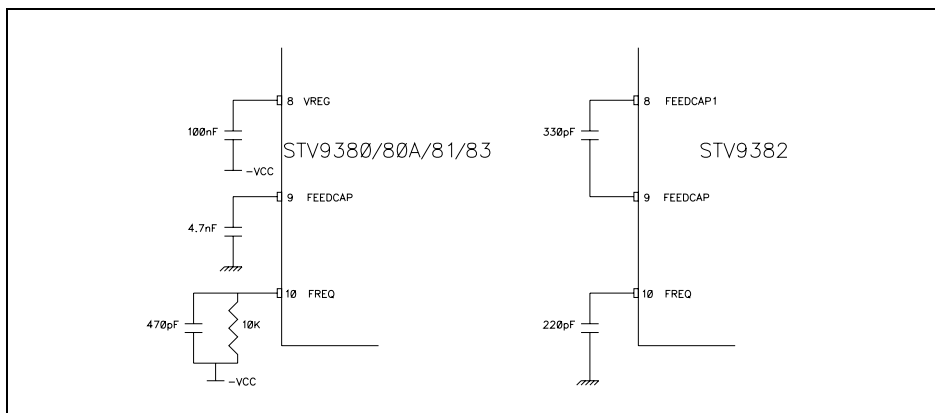 8 VREG
100nF
-VCC
STV9380/80A/81/83
9 FEEDCAP
4.7nF
10 FREQ
470pF
10K
-VCC
8 FEEDCAP1
330pF
STV9382
9 FEEDCAP
10 FREQ
220pF